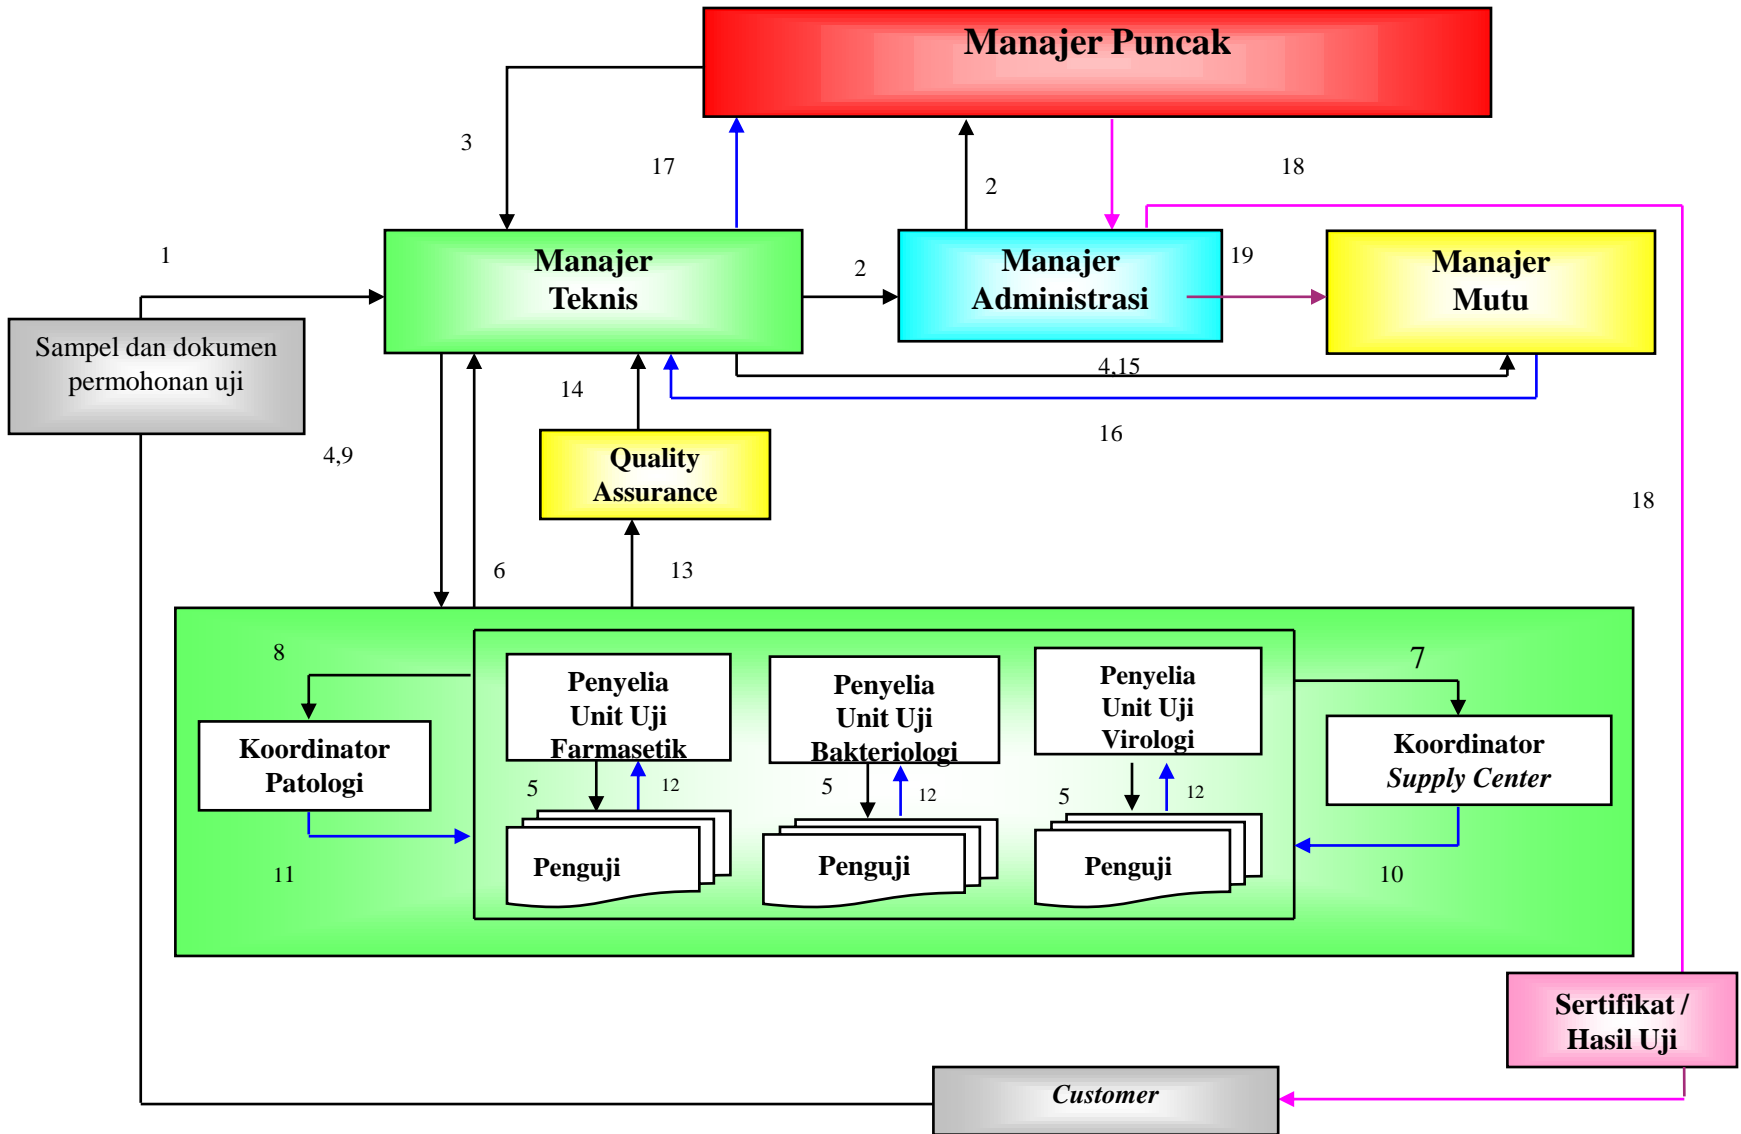 Manajer Puncak
3
17
2
18
1
Manajer
Teknis
2
Manajer
Administrasi
19
Manajer
Mutu
Sampel dan dokumen
permohonan uji
14
4,15
16
4,9
Quality
Assurance
18
6
13
8
7
Penyelia
Unit Uji
Farmasetik
Penyelia
Unit Uji
Bakteriologi
Penyelia
Unit Uji
Virologi
Koordinator
Patologi
Koordinator
Supply Center
5
12
5
12
5
12
Penguji
Penguji
Penguji
11
10
Sertifikat /
Hasil Uji
Customer